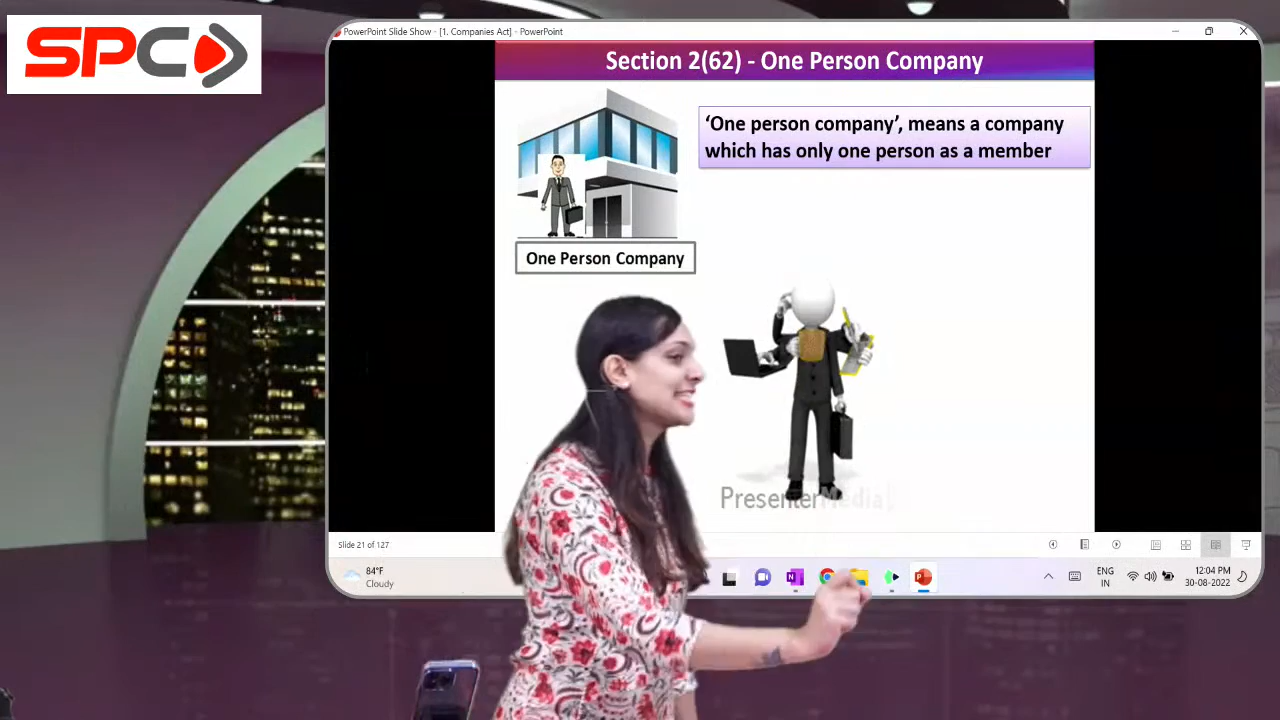 SPC
PowerPoint Slide Show - [1. Companies Act] - PowerPoint
Section 2(62) - One Person Company
‘One person company’, means a company
which has only one person as a member
One Person Company
PresenterMedia
Slide 21 of 127
84°F
Cloudy
ENG
IN
12:04 PM
30-08-2022